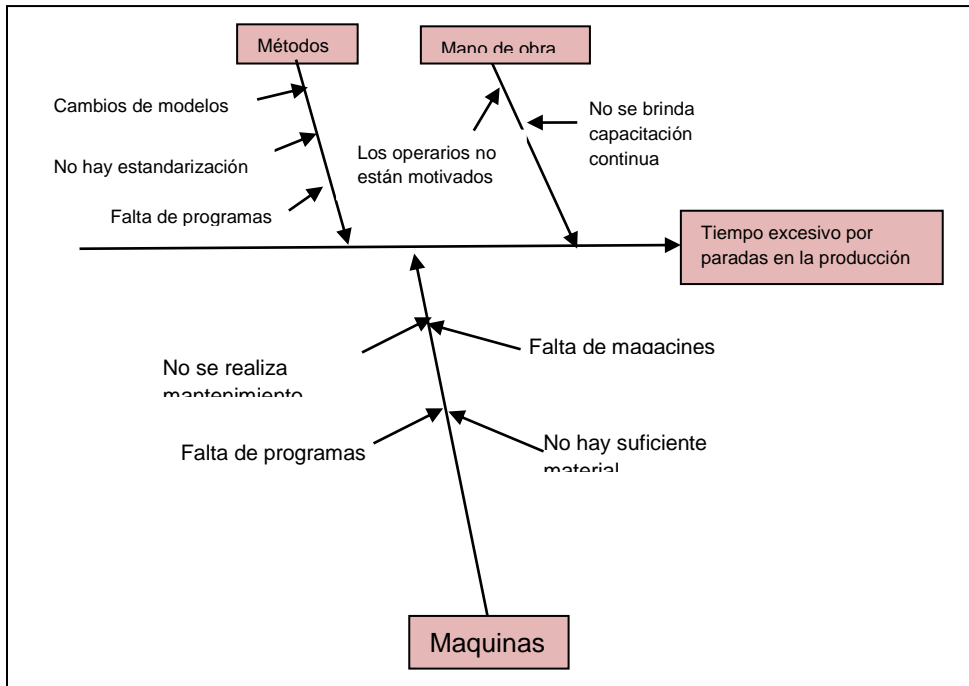 Métodos
Mano de obra
Cambios de modelos
No se brinda
capacitación
continua
No hay estandarización
Los operarios no
están motivados
Falta de programas
Tiempo excesivo por
paradas en la producción
Falta de magacines
No se realiza
mantenimiento
Falta de programas
No hay suficiente
material
Maquinas